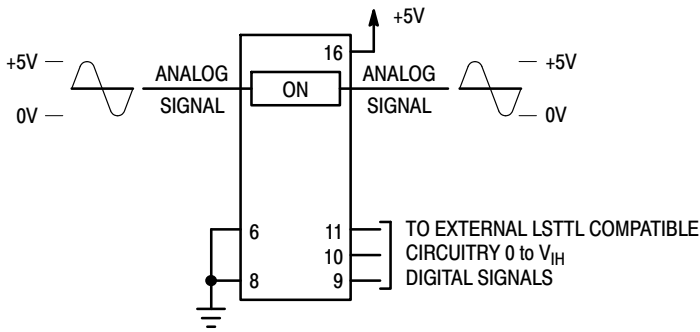 +5V
16
+5V
ANALOG
SIGNAL
0V
ON
ANALOG
SIGNAL
+5V
0V
6
8
11
10
9
TO EXTERNAL LSTTL COMPATIBLE
CIRCUITRY 0 to VIH
DIGITAL SIGNALS